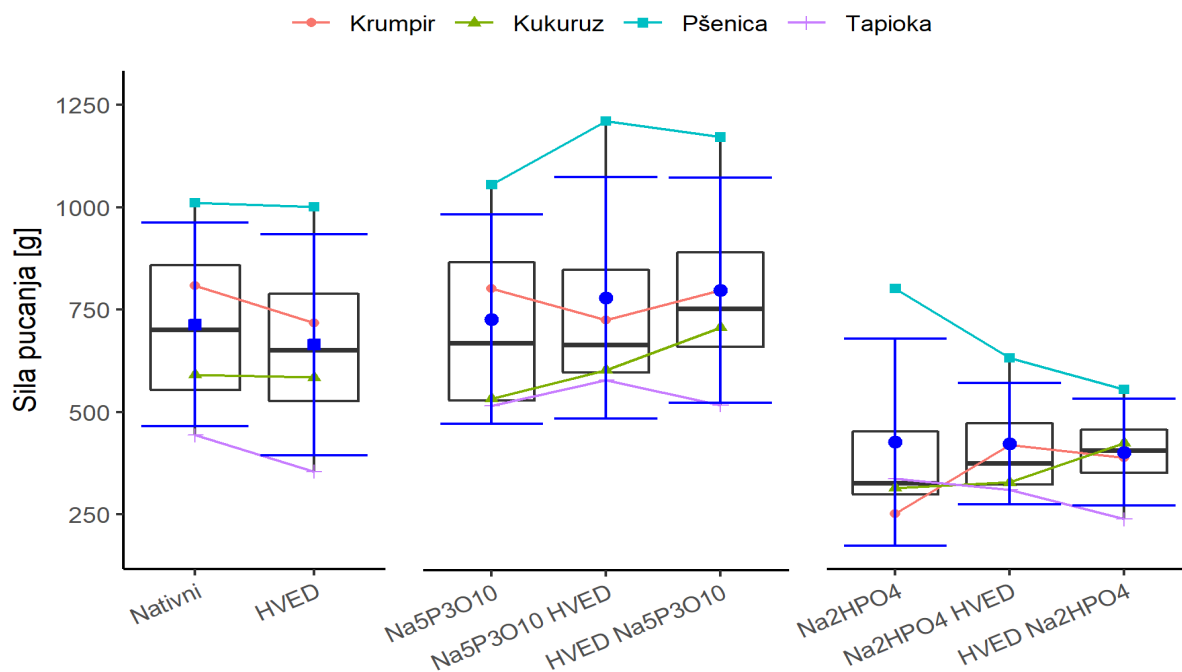 Krumpir Kukuruz Pšenica Tapioka
Sila pucanja [g]
1250
1000
750
500
250
Nativni
HVED
Na5P3O10
Na5P3O10 HVED
HVED Na5P3O10
Na2HPO4
Na2HPO4 HVED
HVED Na2HPO4